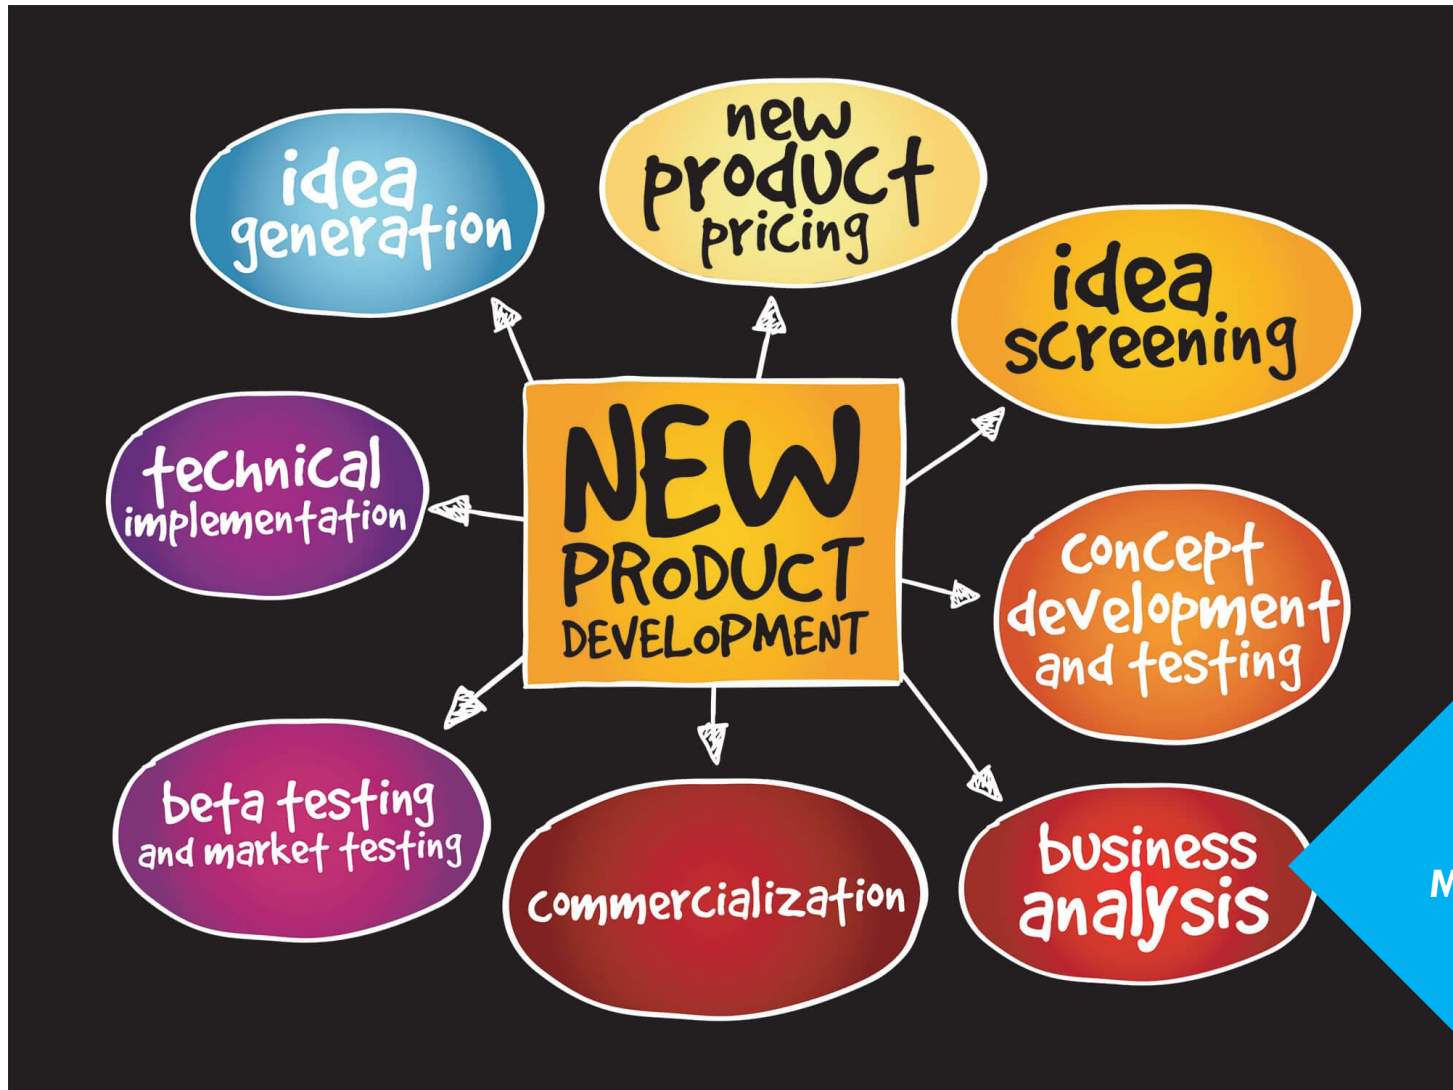 new
product
pricing
idea
generation
idea
screening
NEW
PRODUCT
DEVELOPMENT
technical
implementation
concept
development
and testing
beta testing
and market testing
commercialization
business
analysis